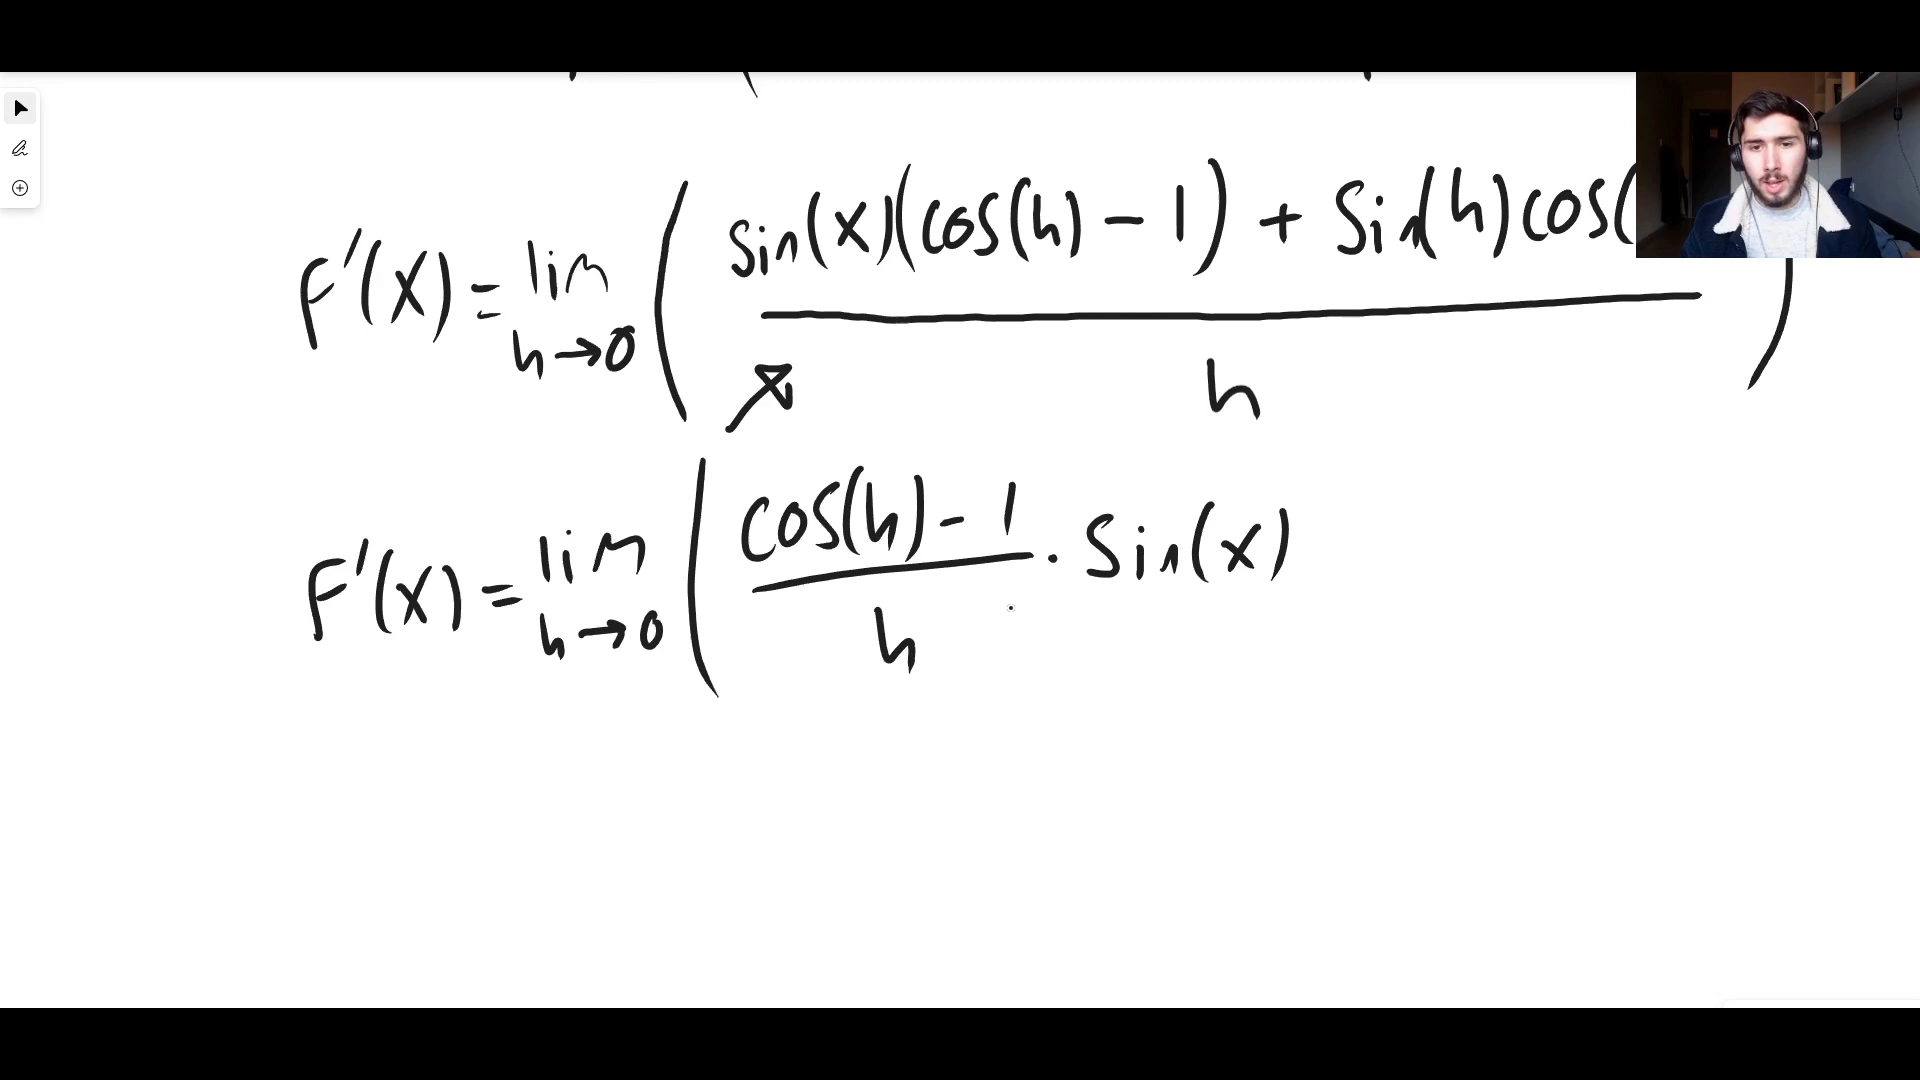 F'(x) = lim h→0 ( sin(x)(cos(h) − 1) + sin(h)cos( / h )
F'(x) = lim h→0 ( cos(h) − 1 / h · sin(x)